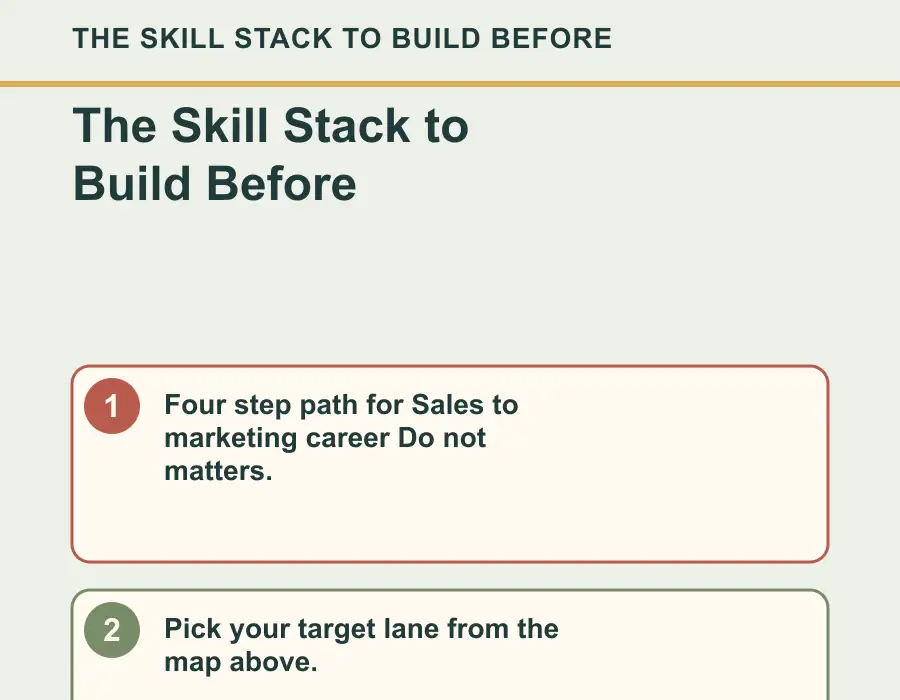 THE SKILL STACK TO BUILD BEFORE
The Skill Stack to
Build Before
1
Four step path for Sales to
marketing career Do not
matters.
2
Pick your target lane from the
map above.